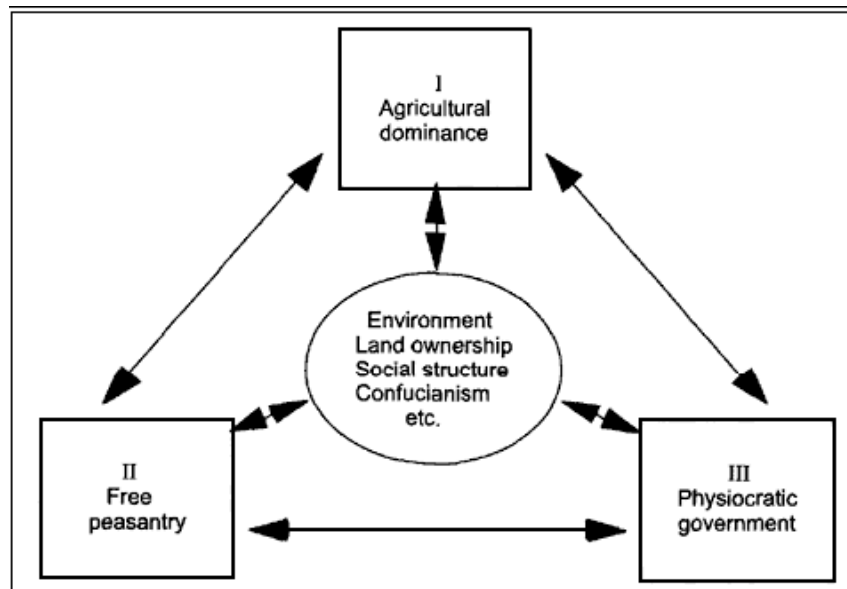 I
Agricultural
dominance
Environment
Land ownership
Social structure
Confucianism
etc.
II
Free
peasantry
III
Physiocratic
government